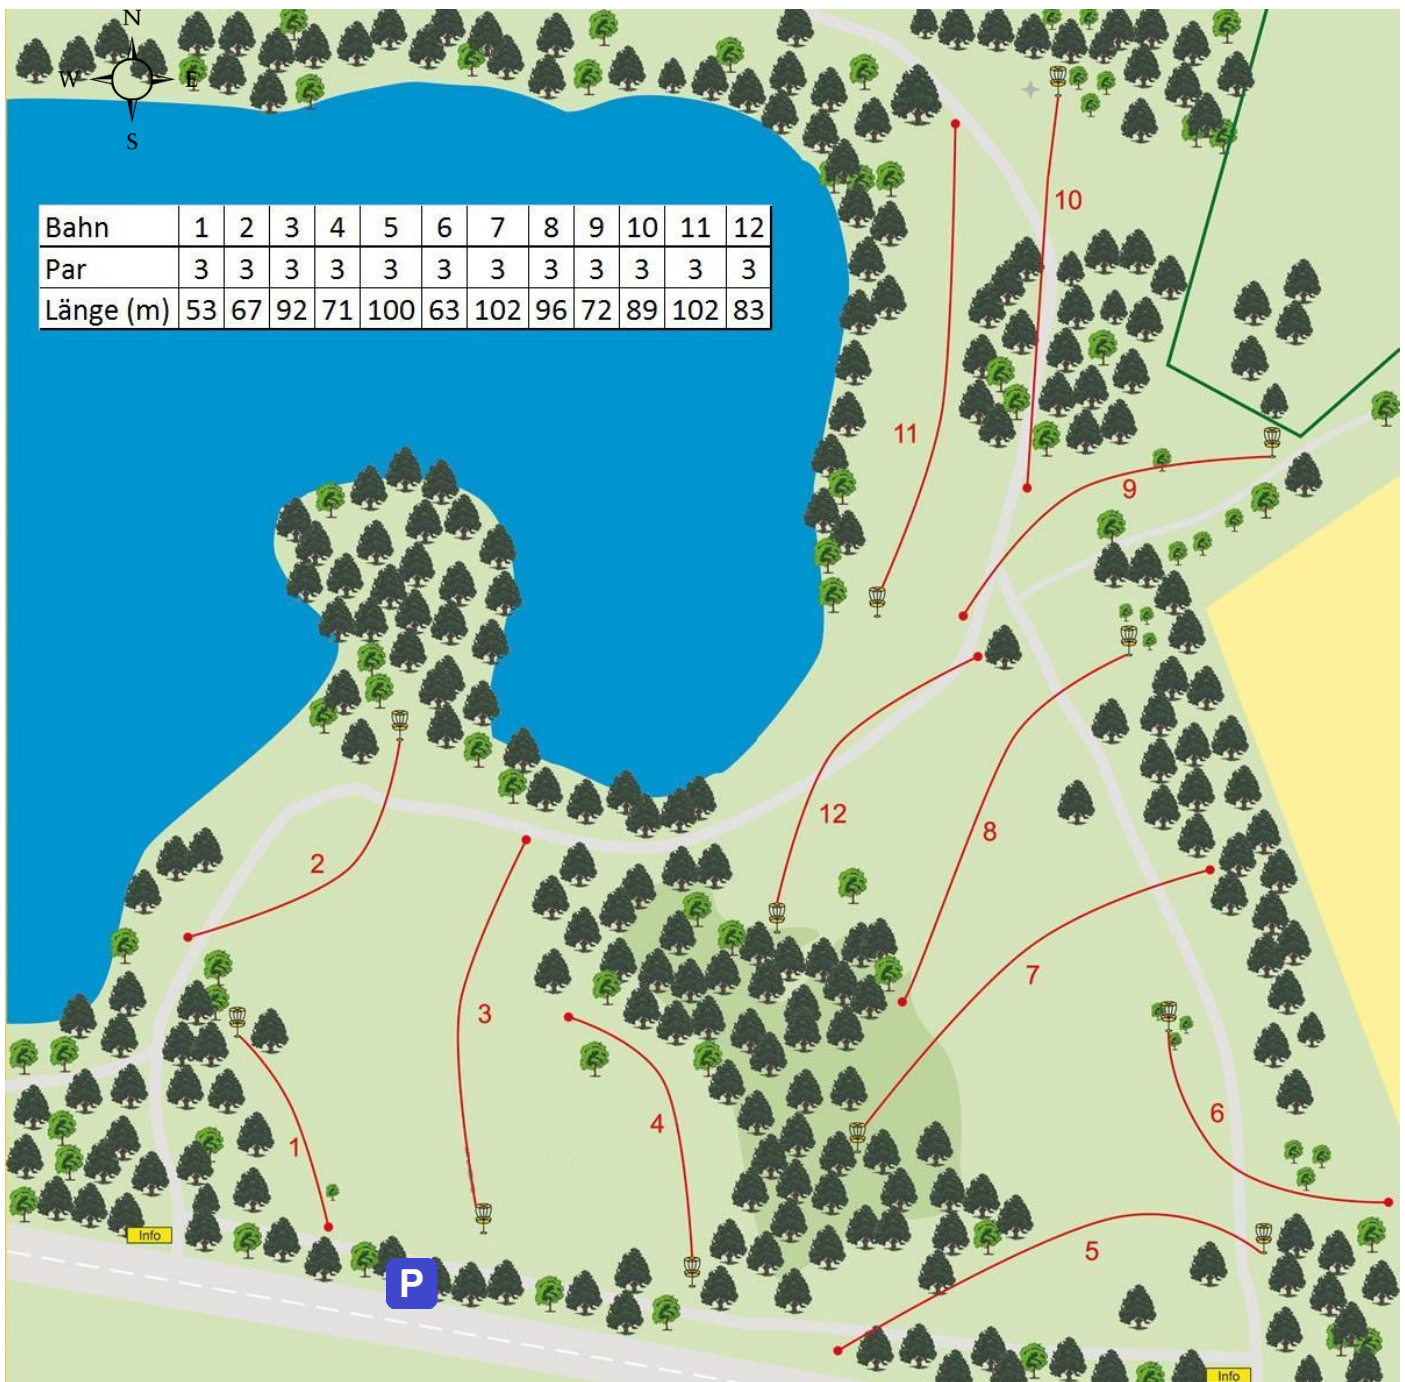 N
W E
S
Bahn 1 2 3 4 5 6 7 8 9 10 11 12
Par 3 3 3 3 3 3 3 3 3 3 3 3
Länge (m) 53 67 92 71 100 63 102 96 72 89 102 83
10
11
9
12
8
2
7
3
6
4
1
Info
5
P
Info